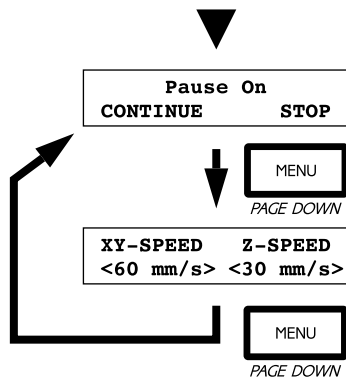 Pause On
CONTINUE STOP
MENU
PAGE DOWN
XY-SPEED Z-SPEED
<60 mm/s> <30 mm/s>
MENU
PAGE DOWN